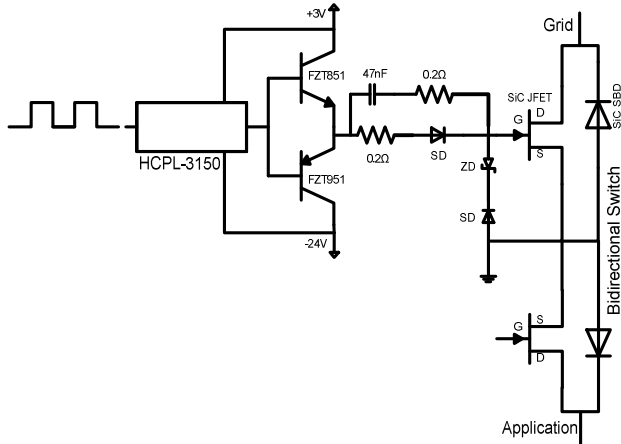 +3V
Grid
FZT851
47nF
0.2Ω
SiC JFET
D
G
S
SiC SBD
HCPL-3150
0.2Ω
SD
ZD
FZT951
SD
-24V
Bidirectional Switch
S
G
D
Application